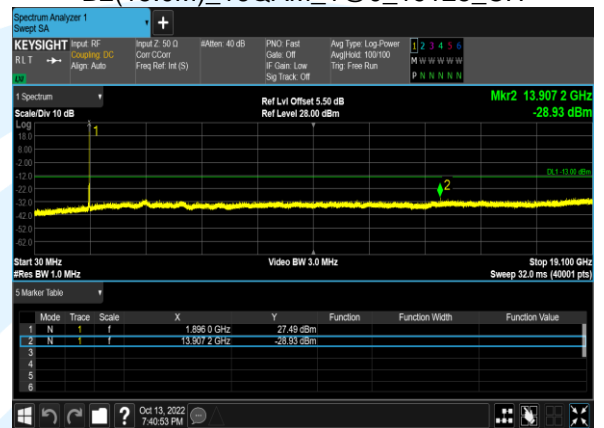 Spectrum Analyzer 1
Swept SA
KEYSIGHT
RLT
Input: RF
Coupling: DC
Align: Auto
Input Z: 50 Ω
Corr CCorr
Freq Ref: Int (S)
#Atten: 40 dB
PNO: Fast
Gate: Off
IF Gain: Low
Sig Track: Off
Avg Type: Log-Power
Avg|Hold: 100/100
Trig: Free Run
1 2 3 4 5 6
M W W W W W
P N N N N N
1 Spectrum
Scale/Div 10 dB
Log
Ref Lvl Offset 5.50 dB
Ref Level 28.00 dBm
Mkr2 13.907 2 GHz
-28.93 dBm
18.0
8.00
-2.00
-12.0
-22.0
-32.0
-42.0
-52.0
-62.0
1
2
DL1 -13.00 dBm
Start 30 MHz
#Res BW 1.0 MHz
Video BW 3.0 MHz
Stop 19.100 GHz
Sweep 32.0 ms (40001 pts)
5 Marker Table
Mode Trace Scale X Y Function Function Width Function Value
1 N 1 f 1.896 0 GHz 27.49 dBm
2 N 1 f 13.907 2 GHz -28.93 dBm
3
4
5
6
Oct 13, 2022
7:40:53 PM